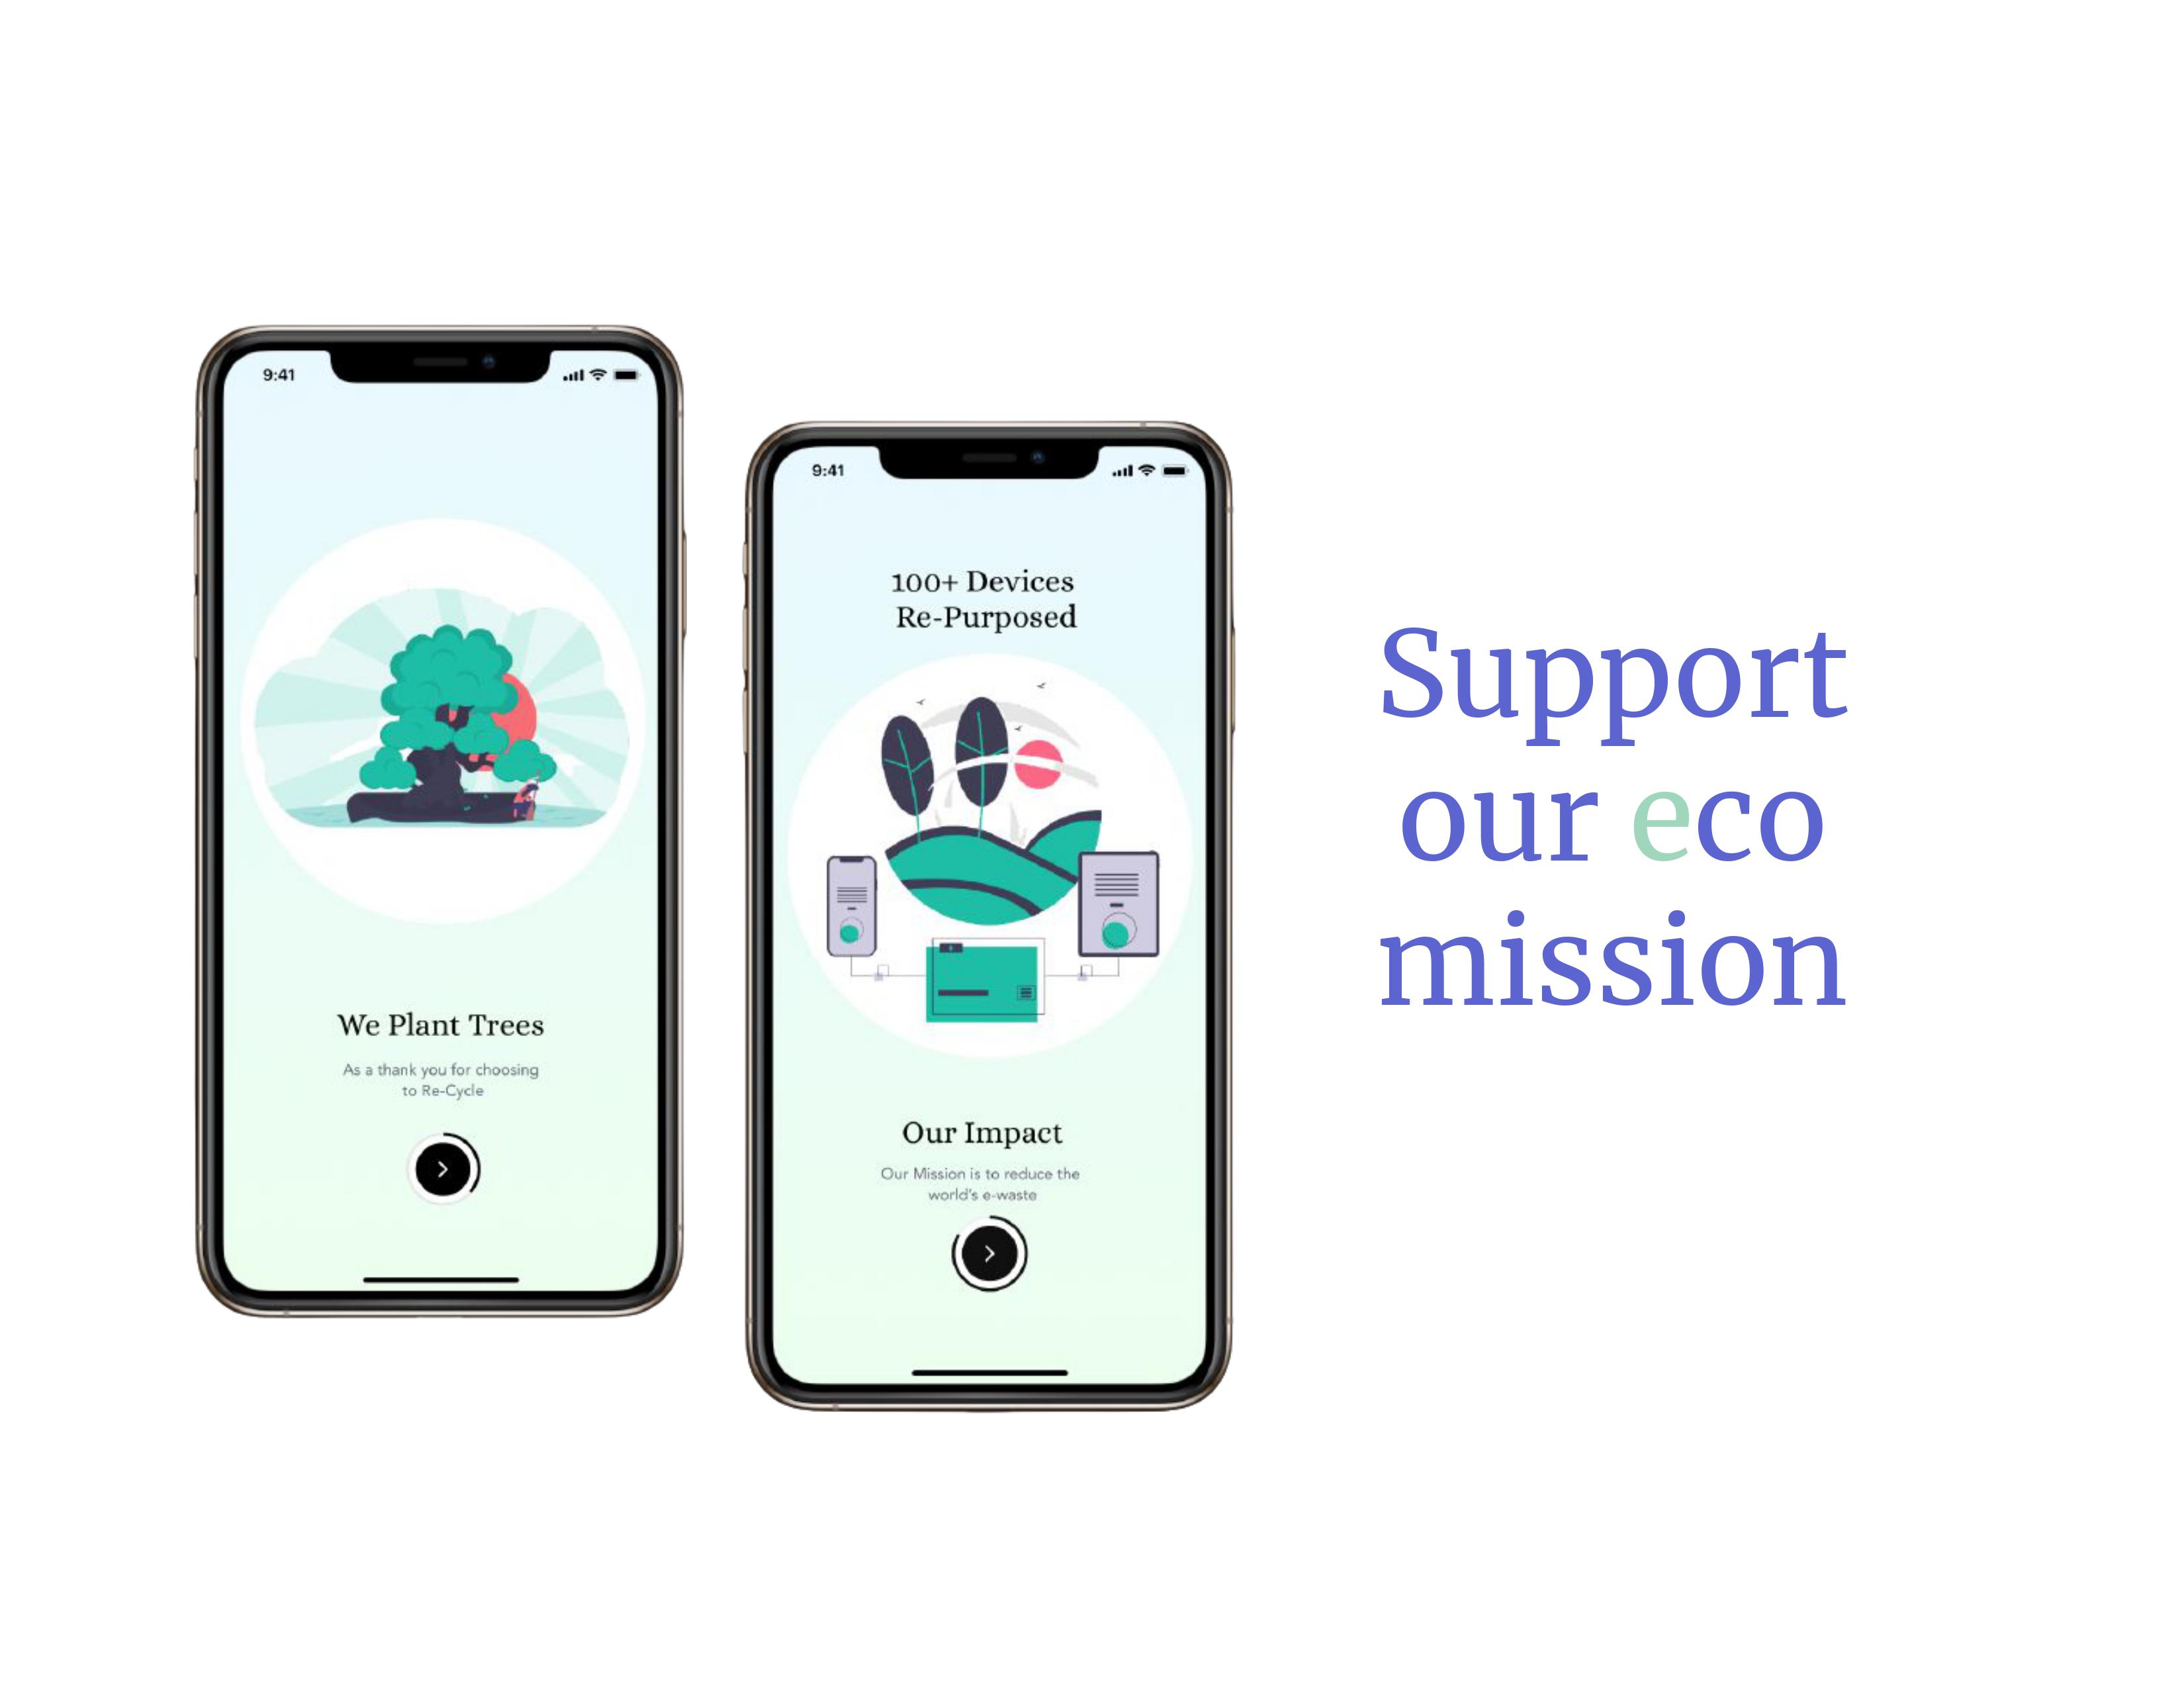 9:41
We Plant Trees
As a thank you for choosing
to Re-Cycle
9:41
100+ Devices
Re-Purposed
Our Impact
Our Mission is to reduce the
world's e-waste
Support
our eco
mission